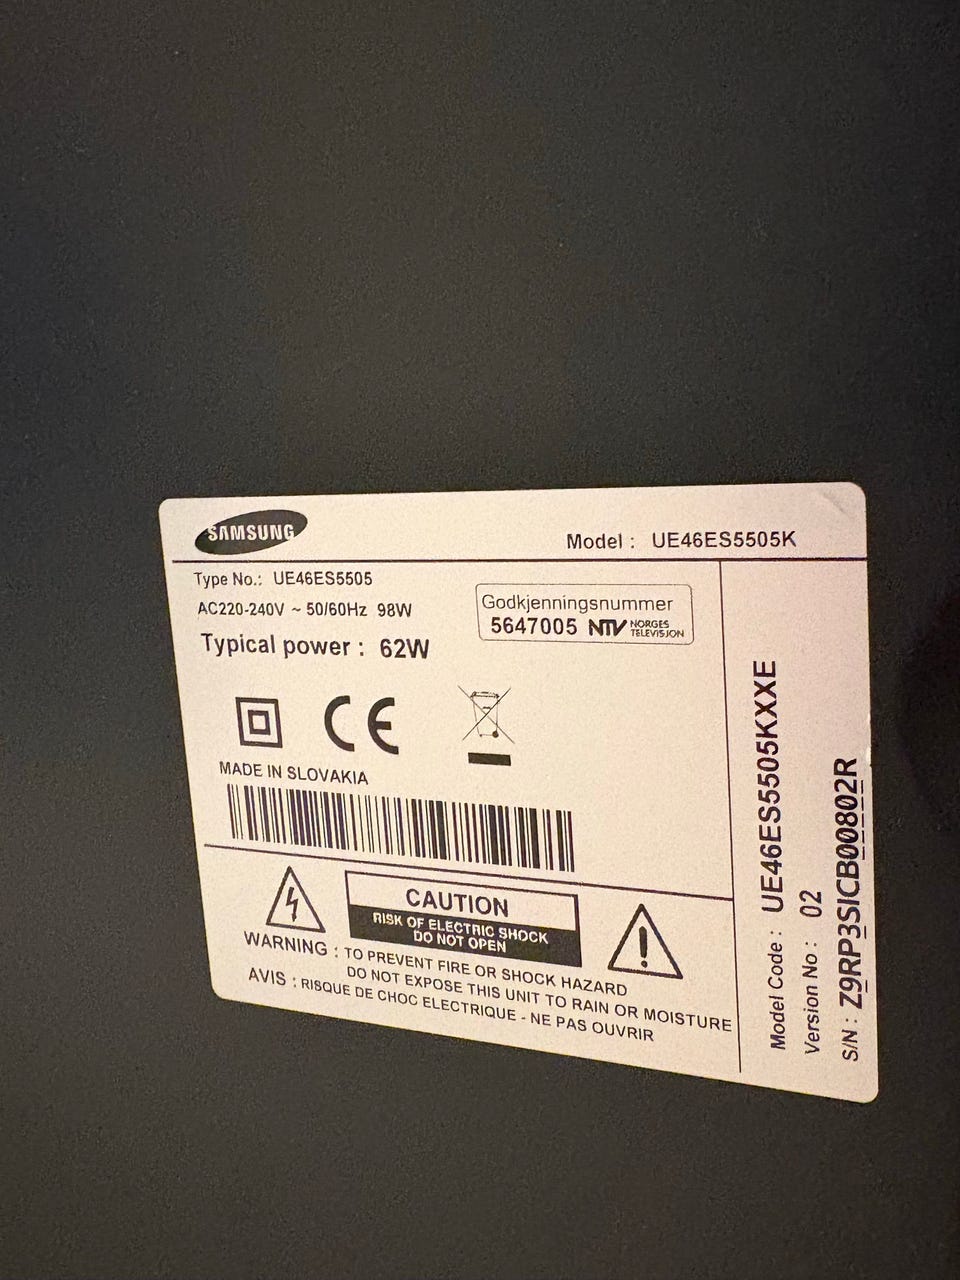 SAMSUNG
Model : UE46ES5505K
Type No.: UE46ES5505
AC220-240V ~ 50/60Hz 98W
Typical power : 62W
Godkjenningsnummer
5647005 NTV NORGES TELEVISJON
CE
MADE IN SLOVAKIA
CAUTION
RISK OF ELECTRIC SHOCK
DO NOT OPEN
WARNING : TO PREVENT FIRE OR SHOCK HAZARD
DO NOT EXPOSE THIS UNIT TO RAIN OR MOISTURE
AVIS : RISQUE DE CHOC ELECTRIQUE - NE PAS OUVRIR
Model Code : UE46ES5505KXXE
Version No : 02
S/N : Z9RP3SICB00802R